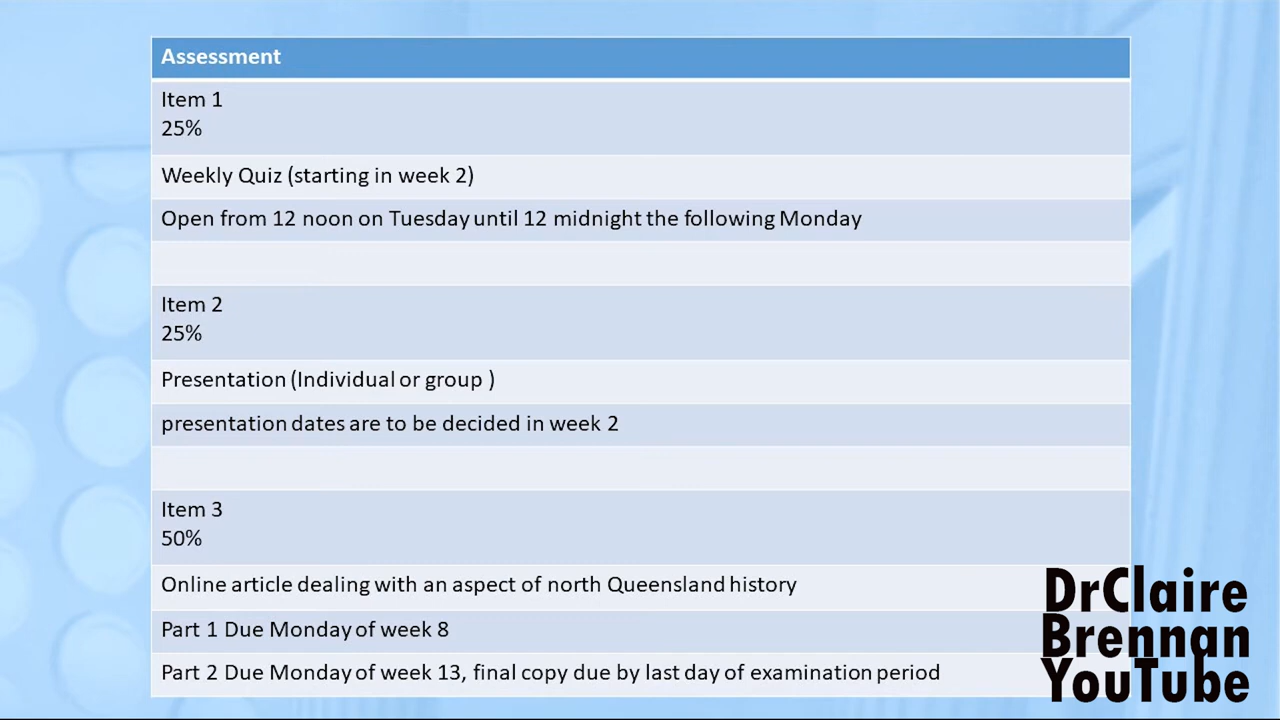 Assessment
Item 1
25%
Weekly Quiz (starting in week 2)
Open from 12 noon on Tuesday until 12 midnight the following Monday
Item 2
25%
Presentation (Individual or group )
presentation dates are to be decided in week 2
Item 3
50%
Online article dealing with an aspect of north Queensland history
Part 1 Due Monday of week 8
Part 2 Due Monday of week 13, final copy due by last day of examination period
DrClaire
Brennan
YouTube